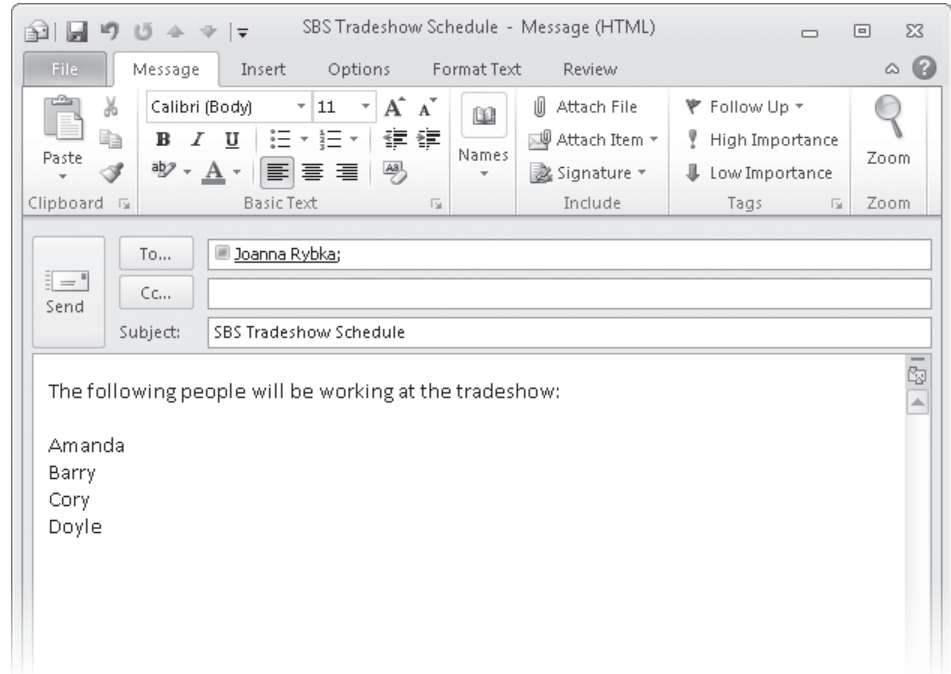 SBS Tradeshow Schedule - Message (HTML)
File Message Insert Options Format Text Review
Calibri (Body) 11 A A Attach File Follow Up
B I U Names Attach Item High Importance Zoom
Paste ab A Aa Signature Low Importance
Clipboard Basic Text Include Tags Zoom
To... Joanna Rybka;
Cc...
Send
Subject: SBS Tradeshow Schedule
The following people will be working at the tradeshow:
Amanda
Barry
Cory
Doyle